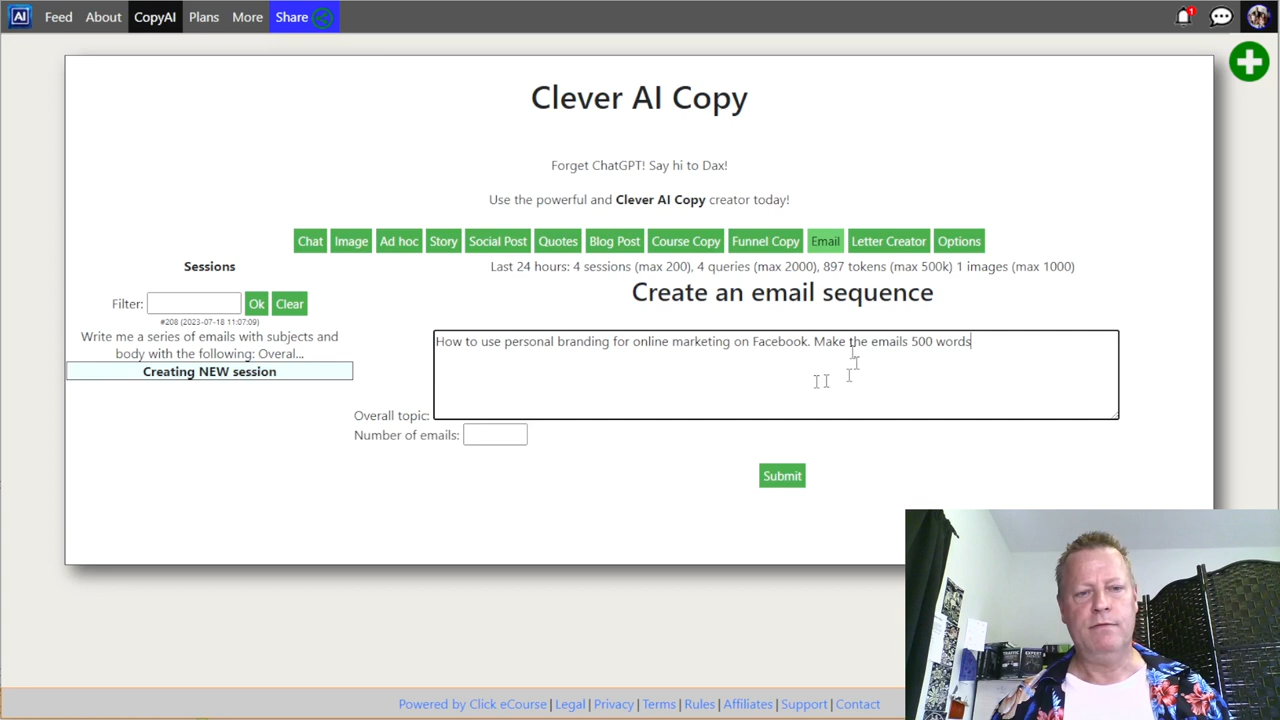 AI Feed About CopyAI Plans More Share
1
Clever AI Copy
Forget ChatGPT! Say hi to Dax!
Use the powerful and Clever AI Copy creator today!
Chat Image Ad hoc Story Social Post Quotes Blog Post Course Copy Funnel Copy Email Letter Creator Options
Sessions
Last 24 hours: 4 sessions (max 200), 4 queries (max 2000), 897 tokens (max 500k) 1 images (max 1000)
Create an email sequence
Filter: Ok Clear
#208 (2023-07-18 11:07:09)
Write me a series of emails with subjects and
body with the following: Overal...
Creating NEW session
How to use personal branding for online marketing on Facebook. Make the emails 500 words
Overall topic:
Number of emails:
Submit
TRAFFIC
EXPERT
Powered by Click eCourse | Legal | Privacy | Terms | Rules | Affiliates | Support | Contact